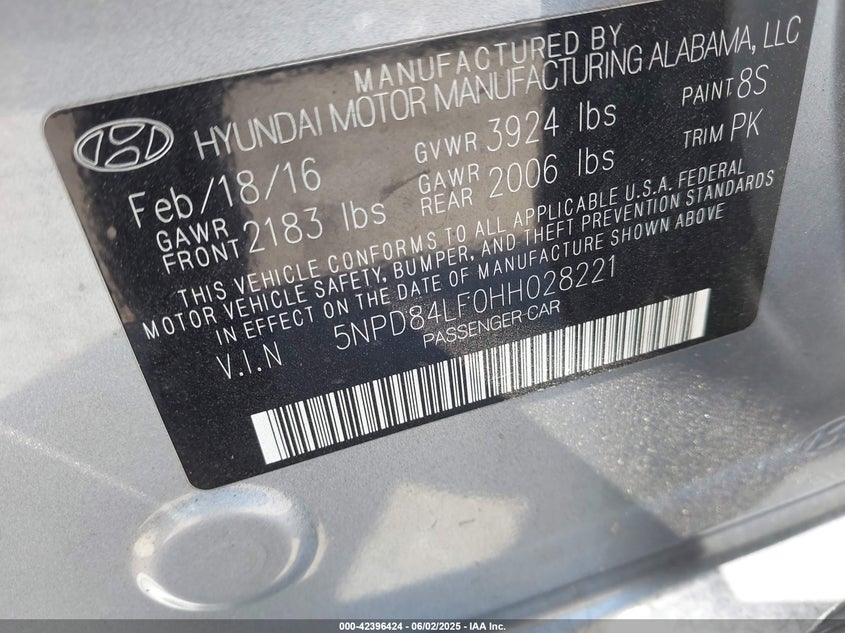 MANUFACTURED BY
HYUNDAI MOTOR MANUFACTURING ALABAMA, LLC
Feb/18/16 GVWR 3924 lbs PAINT 8S
GAWR FRONT 2183 lbs GAWR REAR 2006 lbs TRIM PK
THIS VEHICLE CONFORMS TO ALL APPLICABLE U.S.A. FEDERAL
MOTOR VEHICLE SAFETY, BUMPER, AND THEFT PREVENTION STANDARDS
IN EFFECT ON THE DATE OF MANUFACTURE SHOWN ABOVE
V.I.N 5NPD84LF0HH028221
PASSENGER CAR
000-42396424 - 06/02/2025 - IAA Inc.